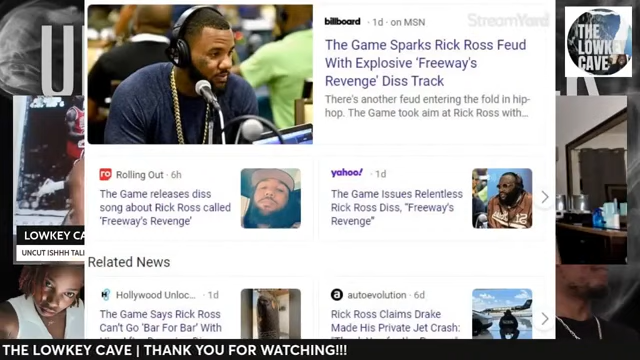 billboard · 1d · on MSN
StreamYard
The Game Sparks Rick Ross Feud
With Explosive ‘Freeway's
Revenge' Diss Track
There's another feud entering the fold in hip-
hop. The Game took aim at Rick Ross with...
THE
LOWKEY
CAVE
ro Rolling Out · 6h
The Game releases diss
song about Rick Ross called
‘Freeway's Revenge’
yahoo! · 1d
The Game Issues Relentless
Rick Ross Diss, “Freeway's
Revenge”
12
LOWKEY CA
UNCUT ISHHH TAL
Related News
Hollywood Unloc... · 1d
The Game Says Rick Ross
Can't Go ‘Bar For Bar’ With
autoevolution · 6d
Rick Ross Claims Drake
Made His Private Jet Crash:
THE LOWKEY CAVE | THANK YOU FOR WATCHING!!!